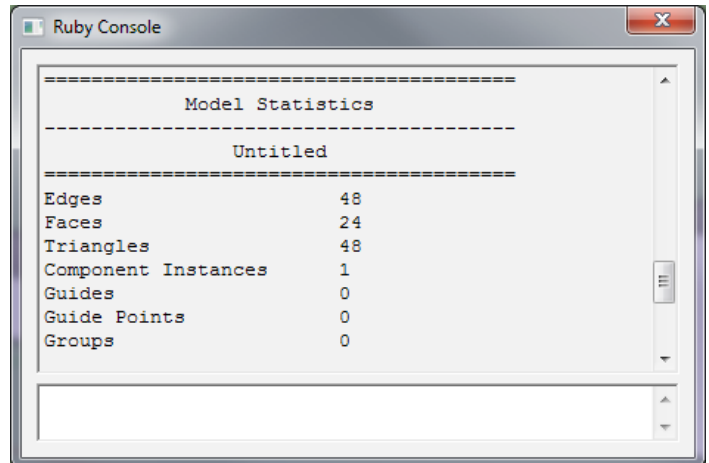 Ruby Console
========================================
Model Statistics
----------------------------------------
Untitled
========================================
Edges 48
Faces 24
Triangles 48
Component Instances 1
Guides 0
Guide Points 0
Groups 0